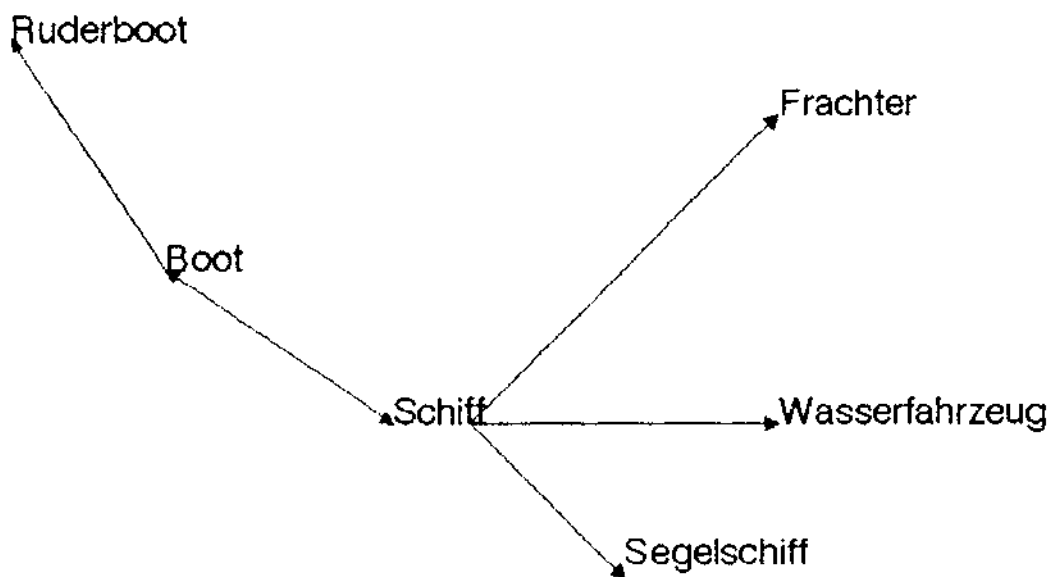 Ruderboot
Frachter
Boot
Schiff
Wasserfahrzeug
Segelschiff